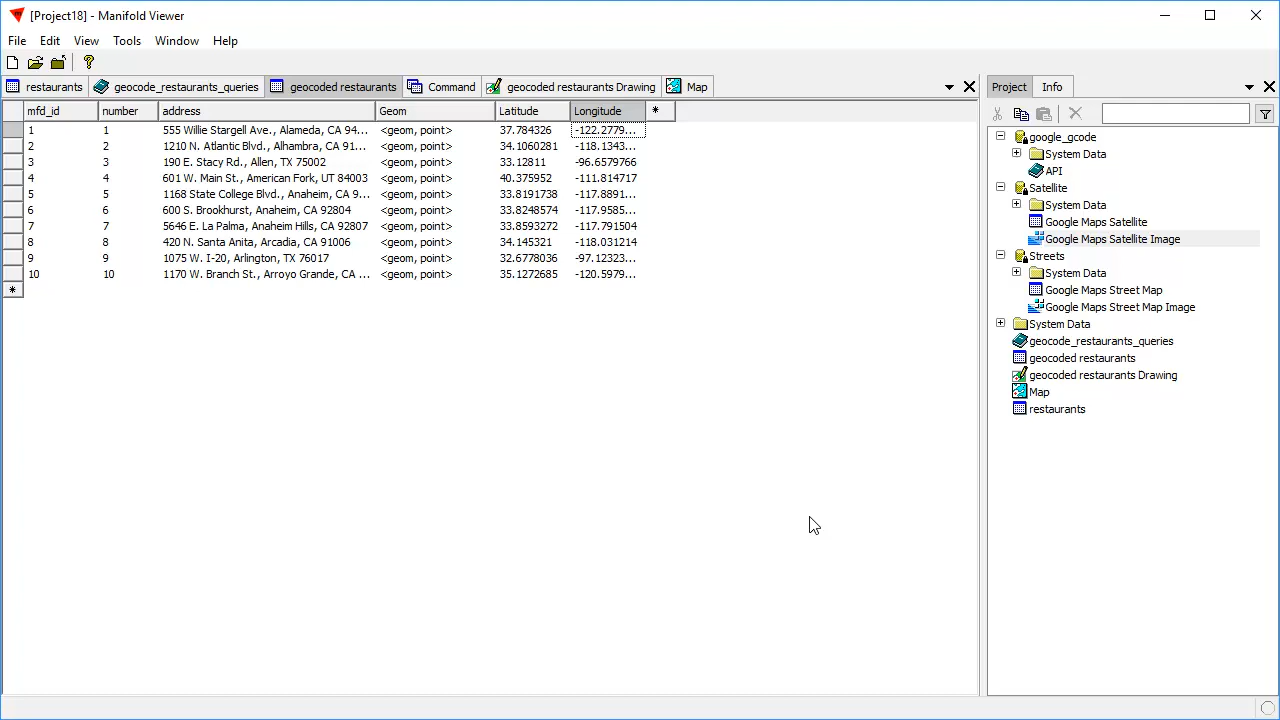 [Project18] - Manifold Viewer
File Edit View Tools Window Help
restaurants geocode_restaurants_queries geocoded restaurants Command geocoded restaurants Drawing Map
mfd_id number address Geom Latitude Longitude *
1 1 555 Willie Stargell Ave., Alameda, CA 94... <geom, point> 37.784326 -122.2779...
2 2 1210 N. Atlantic Blvd., Alhambra, CA 91... <geom, point> 34.1060281 -118.1343...
3 3 190 E. Stacy Rd., Allen, TX 75002 <geom, point> 33.12811 -96.6579766
4 4 601 W. Main St., American Fork, UT 84003 <geom, point> 40.375952 -111.814717
5 5 1168 State College Blvd., Anaheim, CA 9... <geom, point> 33.8191738 -117.8891...
6 6 600 S. Brookhurst, Anaheim, CA 92804 <geom, point> 33.8248574 -117.9585...
7 7 5646 E. La Palma, Anaheim Hills, CA 92807 <geom, point> 33.8593272 -117.791504
8 8 420 N. Santa Anita, Arcadia, CA 91006 <geom, point> 34.145321 -118.031214
9 9 1075 W. I-20, Arlington, TX 76017 <geom, point> 32.6778036 -97.12323...
10 10 1170 W. Branch St., Arroyo Grande, CA ... <geom, point> 35.1272685 -120.5979...
*
Project Info
google_gcode
System Data
API
Satellite
System Data
Google Maps Satellite
Google Maps Satellite Image
Streets
System Data
Google Maps Street Map
Google Maps Street Map Image
System Data
geocode_restaurants_queries
geocoded restaurants
geocoded restaurants Drawing
Map
restaurants